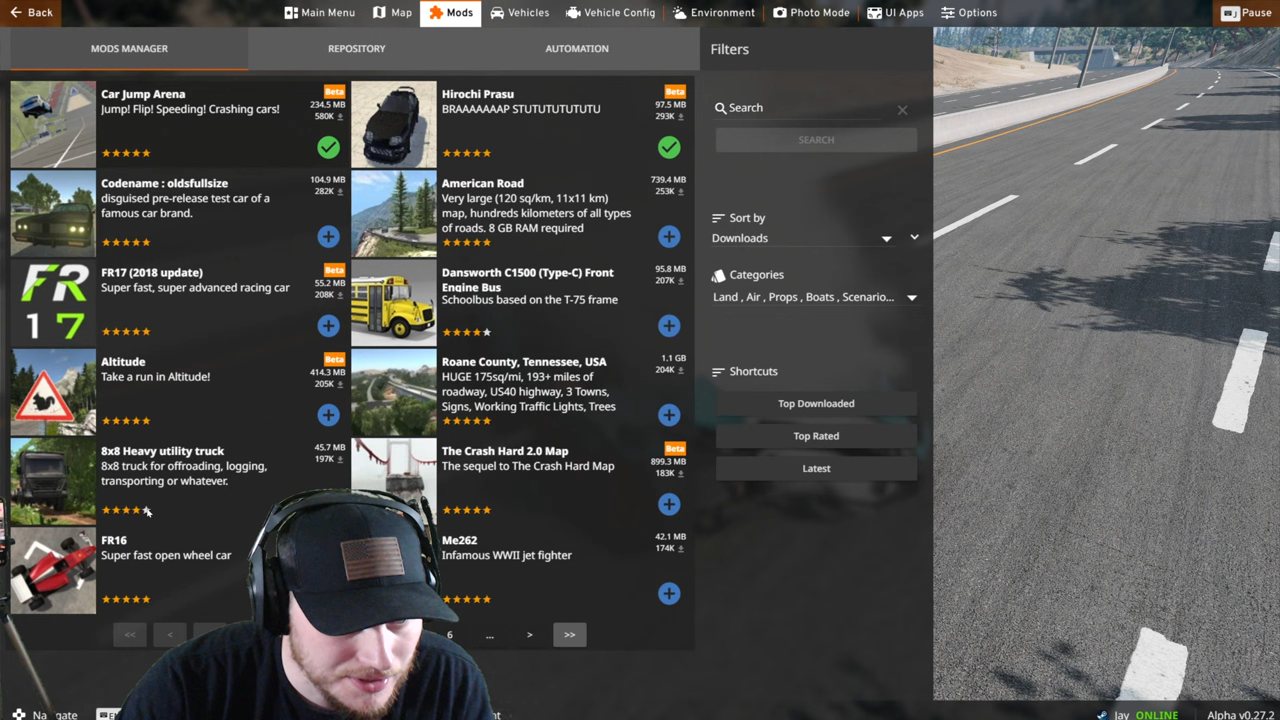 Back
Main Menu
Map
Mods
Vehicles
Vehicle Config
Environment
Photo Mode
UI Apps
Options
Pause
MODS MANAGER
REPOSITORY
AUTOMATION
Filters
Car Jump Arena
Jump! Flip! Speeding! Crashing cars!
Beta
234.5 MB
580K
Hirochi Prasu
BRAAAAAAP STUTUTUTUTUTU
Beta
97.5 MB
293K
Codename : oldsfullsize
disguised pre-release test car of a
famous car brand.
104.9 MB
282K
American Road
Very large (120 sq/km, 11x11 km)
map, hundreds kilometers of all types
of roads. 8 GB RAM required
739.4 MB
253K
FR
17
FR17 (2018 update)
Super fast, super advanced racing car
Beta
55.2 MB
208K
Dansworth C1500 (Type-C) Front
Engine Bus
Schoolbus based on the T-75 frame
95.8 MB
207K
Altitude
Take a run in Altitude!
Beta
414.3 MB
205K
Roane County, Tennessee, USA
HUGE 175sq/mi, 193+ miles of
roadway, US40 highway, 3 Towns,
Signs, Working Traffic Lights, Trees
1.1 GB
204K
8x8 Heavy utility truck
8x8 truck for offroading, logging,
transporting or whatever.
45.7 MB
197K
The Crash Hard 2.0 Map
The sequel to The Crash Hard Map
Beta
899.3 MB
183K
FR16
Super fast open wheel car
Me262
Infamous WWII jet fighter
42.1 MB
174K
<< < 6 ... > >>
Search
SEARCH
Sort by
Downloads
Categories
Land , Air , Props , Boats , Scenario...
Shortcuts
Top Downloaded
Top Rated
Latest
Jay ONLINE
Alpha v0.27.2